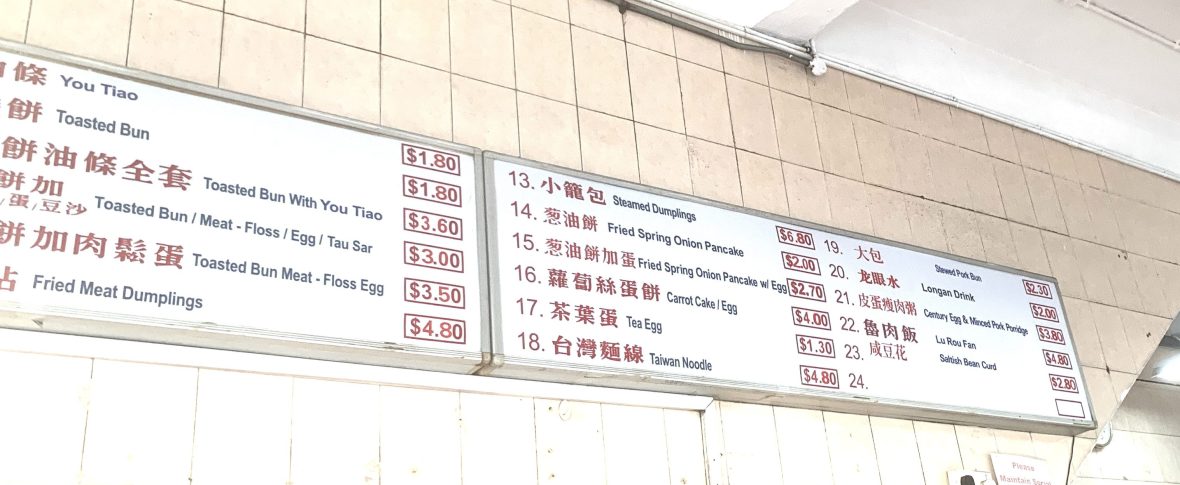 條 You Tiao $1.80
餅 Toasted Bun $1.80
餅油條全套 Toasted Bun With You Tiao $3.60
餅加
/蛋/豆沙 Toasted Bun / Meat - Floss / Egg / Tau Sar $3.00
餅加肉鬆蛋 Toasted Bun Meat - Floss Egg $3.50
Fried Meat Dumplings $4.80
13. 小籠包 Steamed Dumplings $6.80
14. 葱油餅 Fried Spring Onion Pancake $2.00
15. 葱油餅加蛋 Fried Spring Onion Pancake w/ Egg $2.70
16. 蘿蔔絲蛋餅 Carrot Cake / Egg $4.00
17. 茶葉蛋 Tea Egg $1.30
18. 台灣麵線 Taiwan Noodle $4.80
19. 大包 Stewed Pork Bun $2.30
20. 龙眼水 Longan Drink $2.00
21. 皮蛋瘦肉粥 Century Egg & Minced Pork Porridge $3.80
22. 魯肉飯 Lu Rou Fan $4.80
23. 咸豆花 Saltish Bean Curd $2.80
24.
Please
Maintain